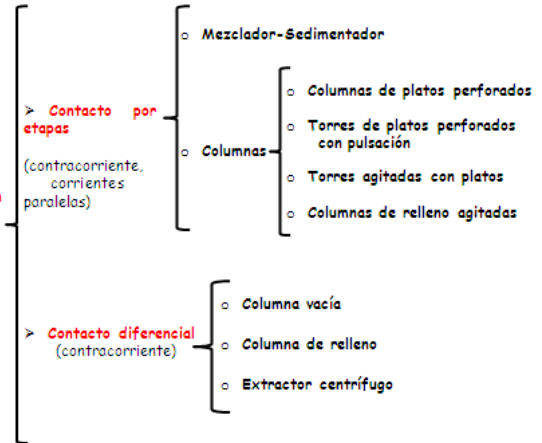 o Mezclador-Sedimentador
o Columnas de platos perforados
➢ Contacto por
etapas
o Torres de platos perforados
con pulsación
o Columnas
(contracorriente,
corrientes
paralelas)
o Torres agitadas con platos
o Columnas de relleno agitadas
o Columna vacía
➢ Contacto diferencial
(contracorriente)
o Columna de relleno
o Extractor centrífugo